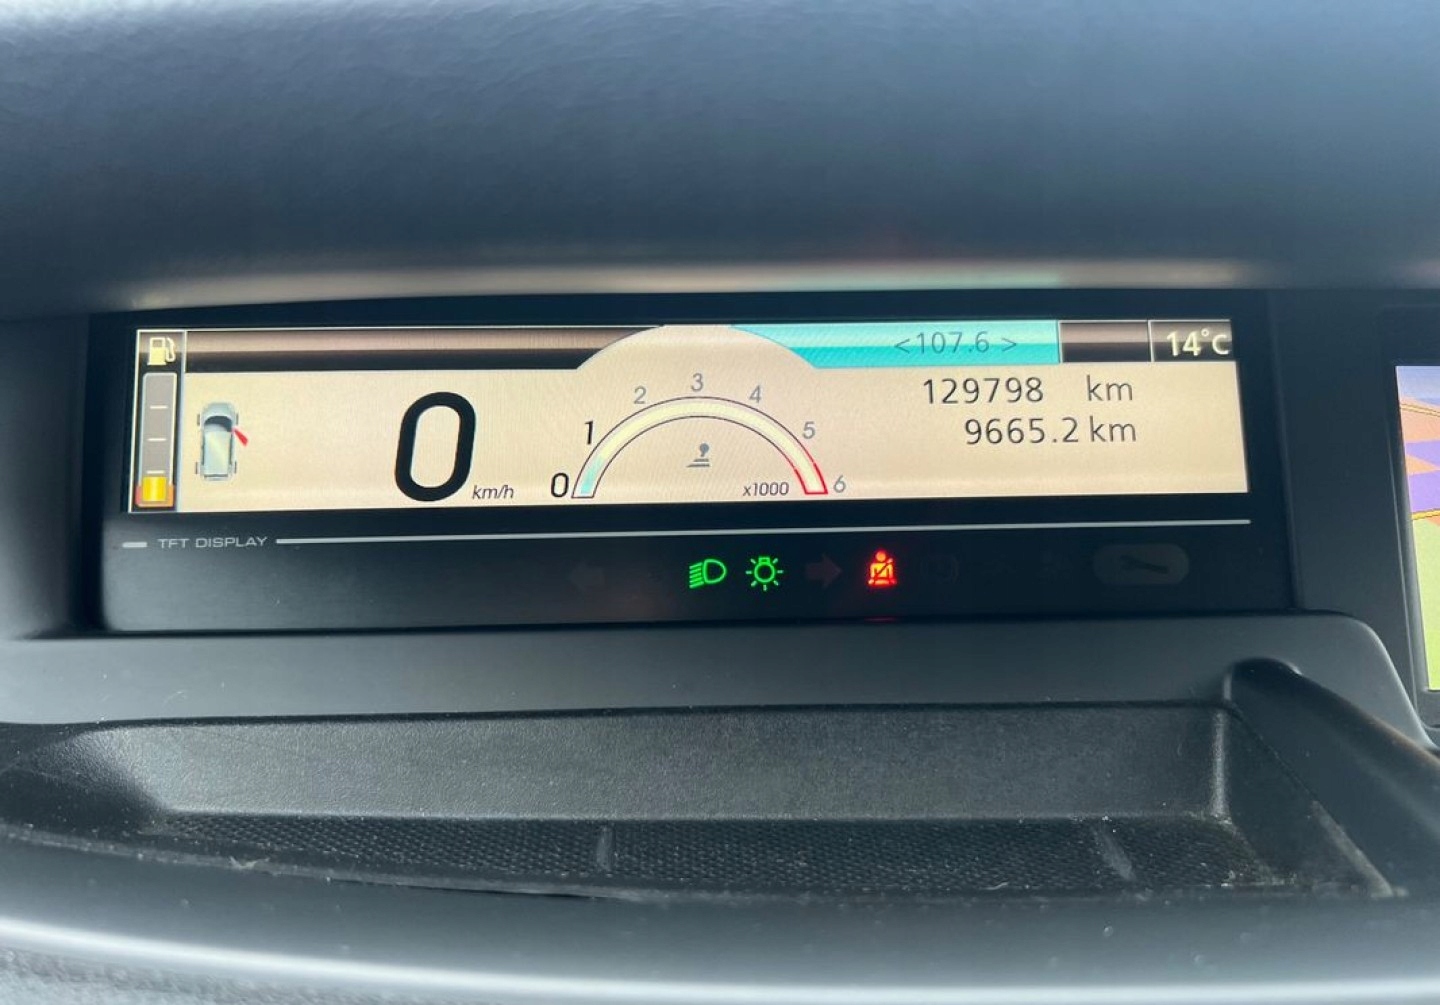 <107.6 >
14°C
129798 km
9665.2 km
0 km/h
0 1 2 3 4 5 6
x1000
TFT DISPLAY